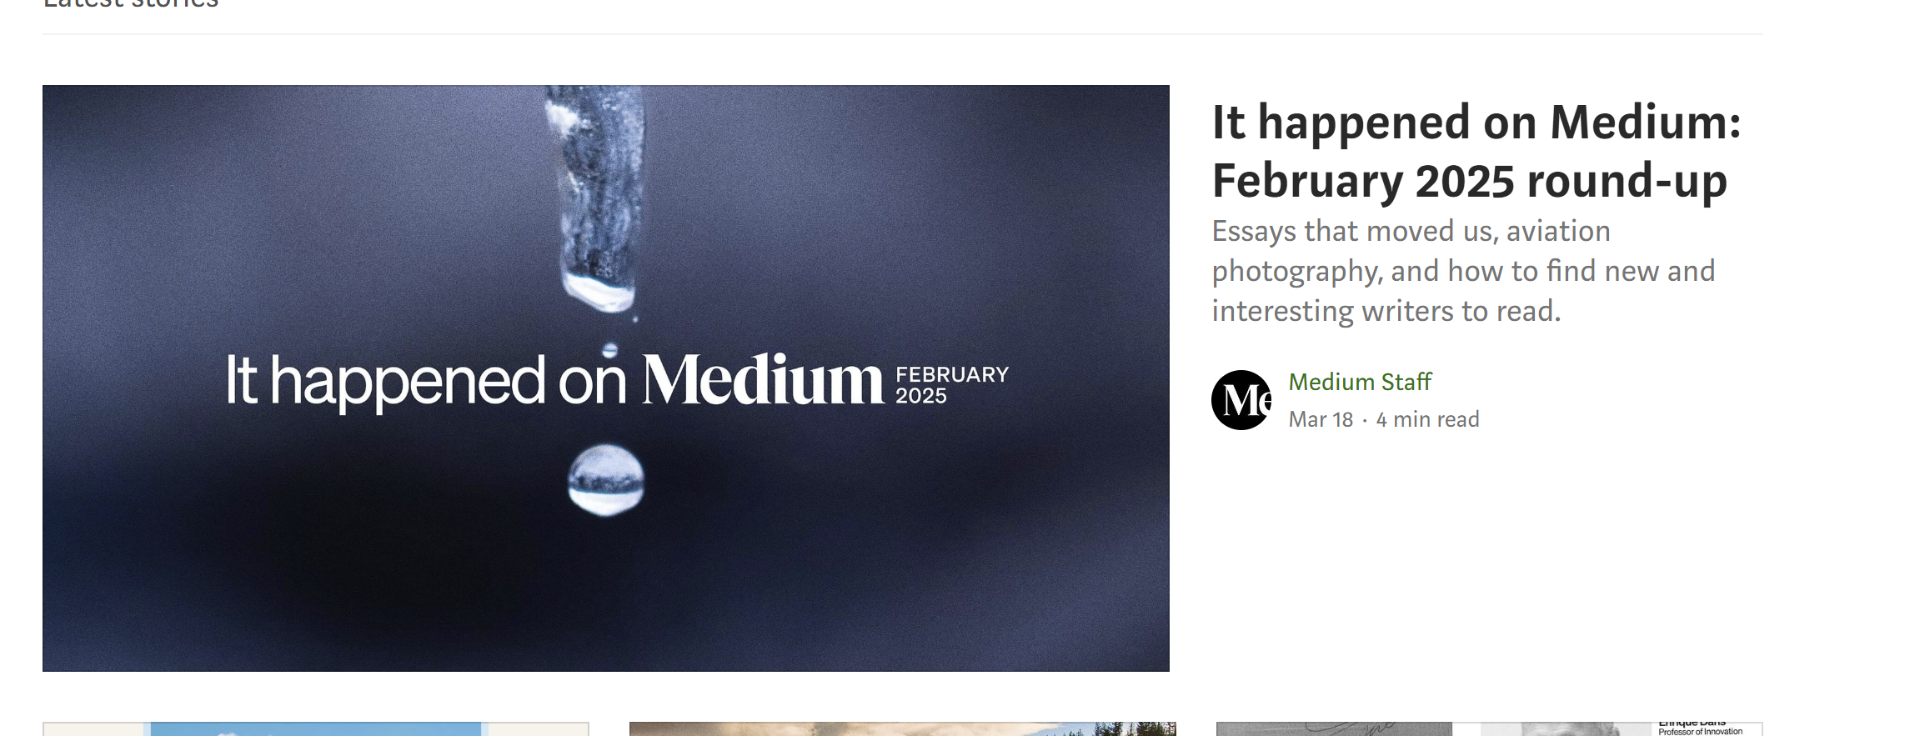 Latest stories
It happened on Medium FEBRUARY
2025
It happened on Medium:
February 2025 round-up
Essays that moved us, aviation
photography, and how to find new and
interesting writers to read.
Me
Medium Staff
Mar 18 · 4 min read
Enrique Dans
Professor of Innovation